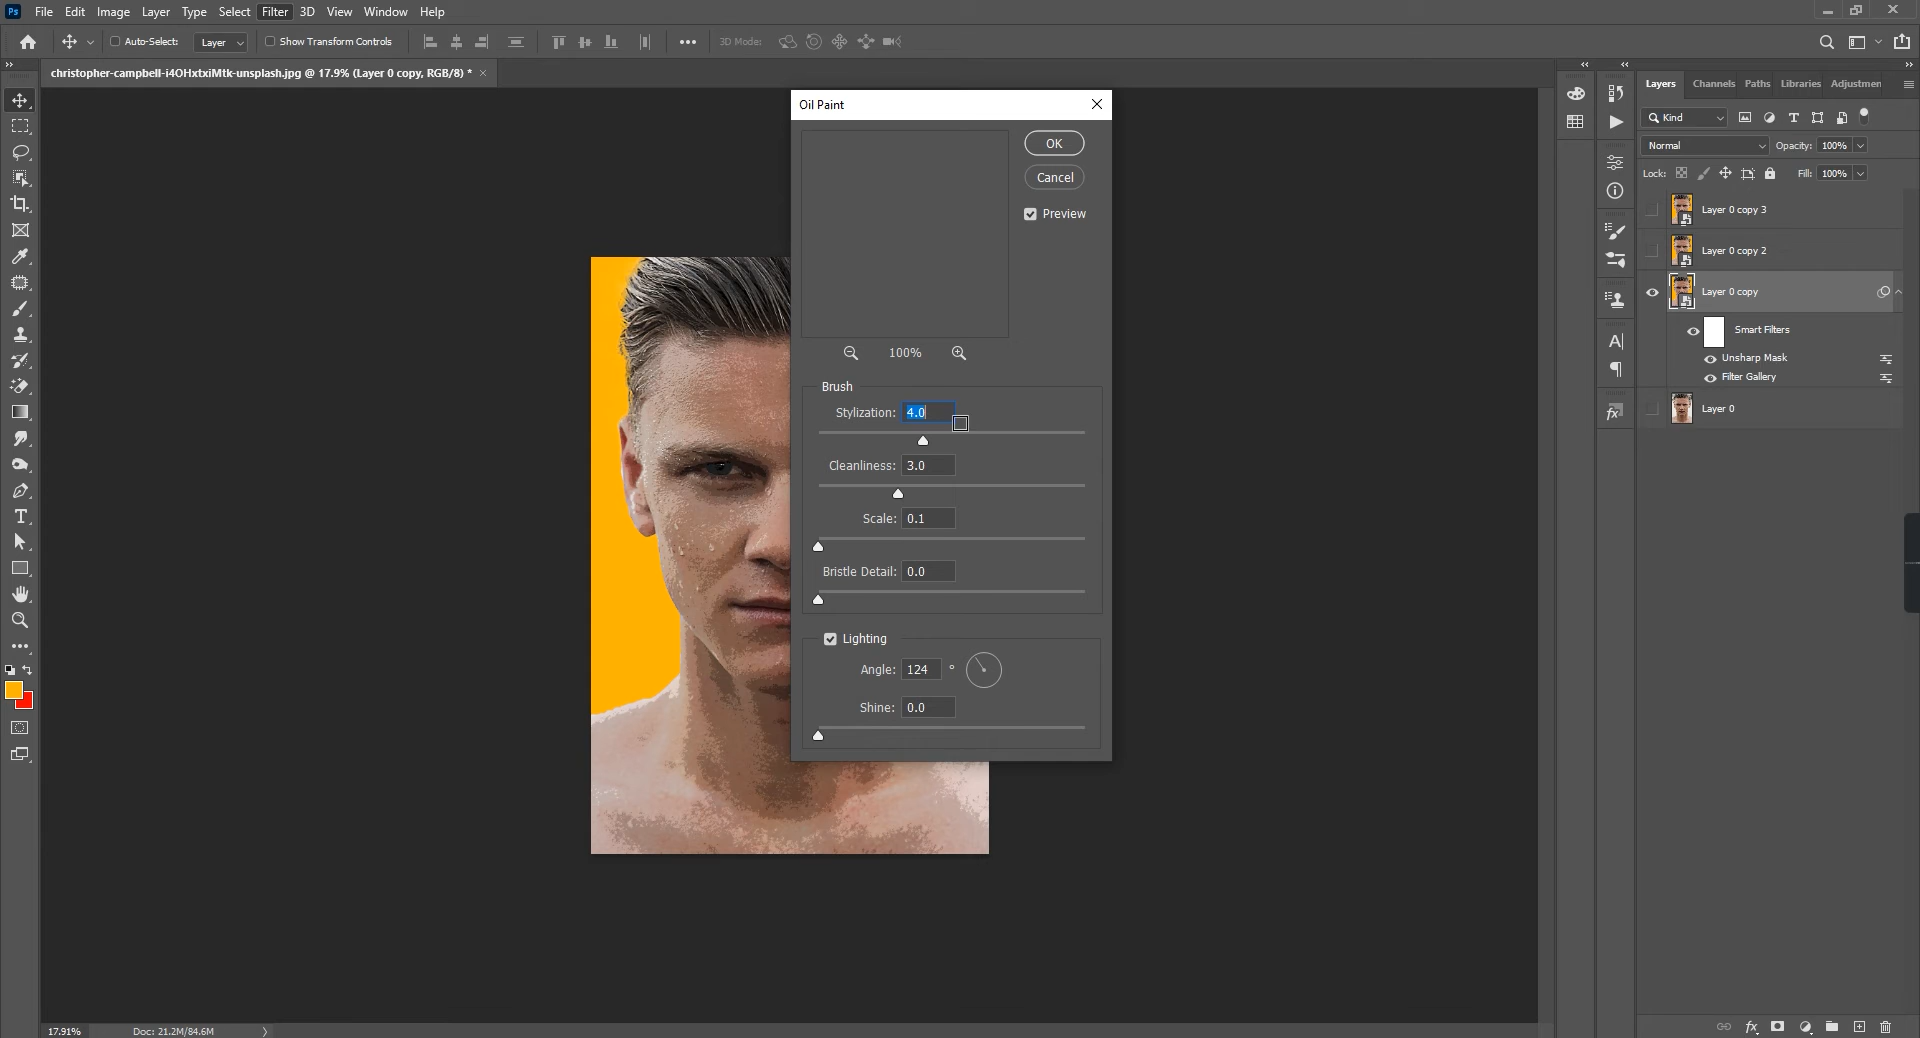 Ps File Edit Image Layer Type Select Filter 3D View Window Help
Auto-Select: Layer Show Transform Controls 3D Mode:
christopher-campbell-i4OHxtxiMtk-unsplash.jpg @ 17.9% (Layer 0 copy, RGB/8) *
Oil Paint
OK
Cancel
Preview
100%
Brush
Stylization: 4.0
Cleanliness: 3.0
Scale: 0.1
Bristle Detail: 0.0
Lighting
Angle: 124 °
Shine: 0.0
Layers Channels Paths Libraries Adjustmen
Kind
Normal Opacity: 100%
Lock: Fill: 100%
Layer 0 copy 3
Layer 0 copy 2
Layer 0 copy
Smart Filters
Unsharp Mask
Filter Gallery
Layer 0
17.91% Doc: 21.2M/84.6M